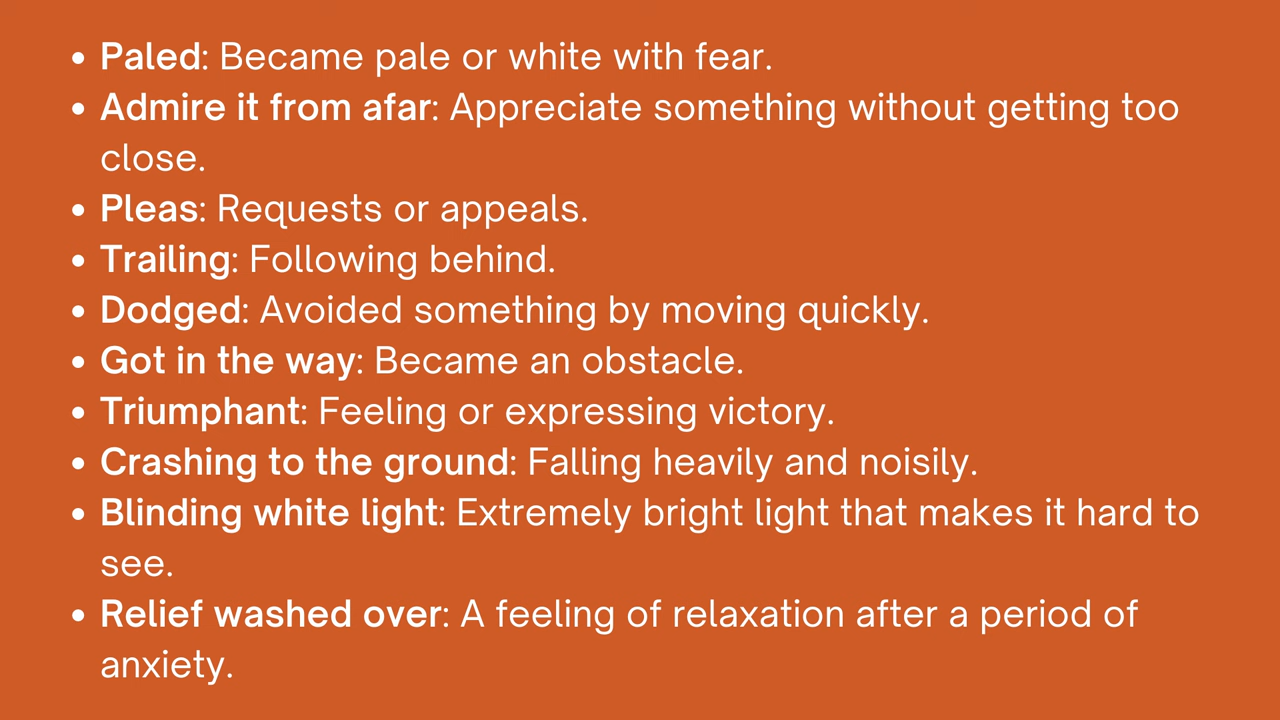 • Paled: Became pale or white with fear.
• Admire it from afar: Appreciate something without getting too
close.
• Pleas: Requests or appeals.
• Trailing: Following behind.
• Dodged: Avoided something by moving quickly.
• Got in the way: Became an obstacle.
• Triumphant: Feeling or expressing victory.
• Crashing to the ground: Falling heavily and noisily.
• Blinding white light: Extremely bright light that makes it hard to
see.
• Relief washed over: A feeling of relaxation after a period of
anxiety.